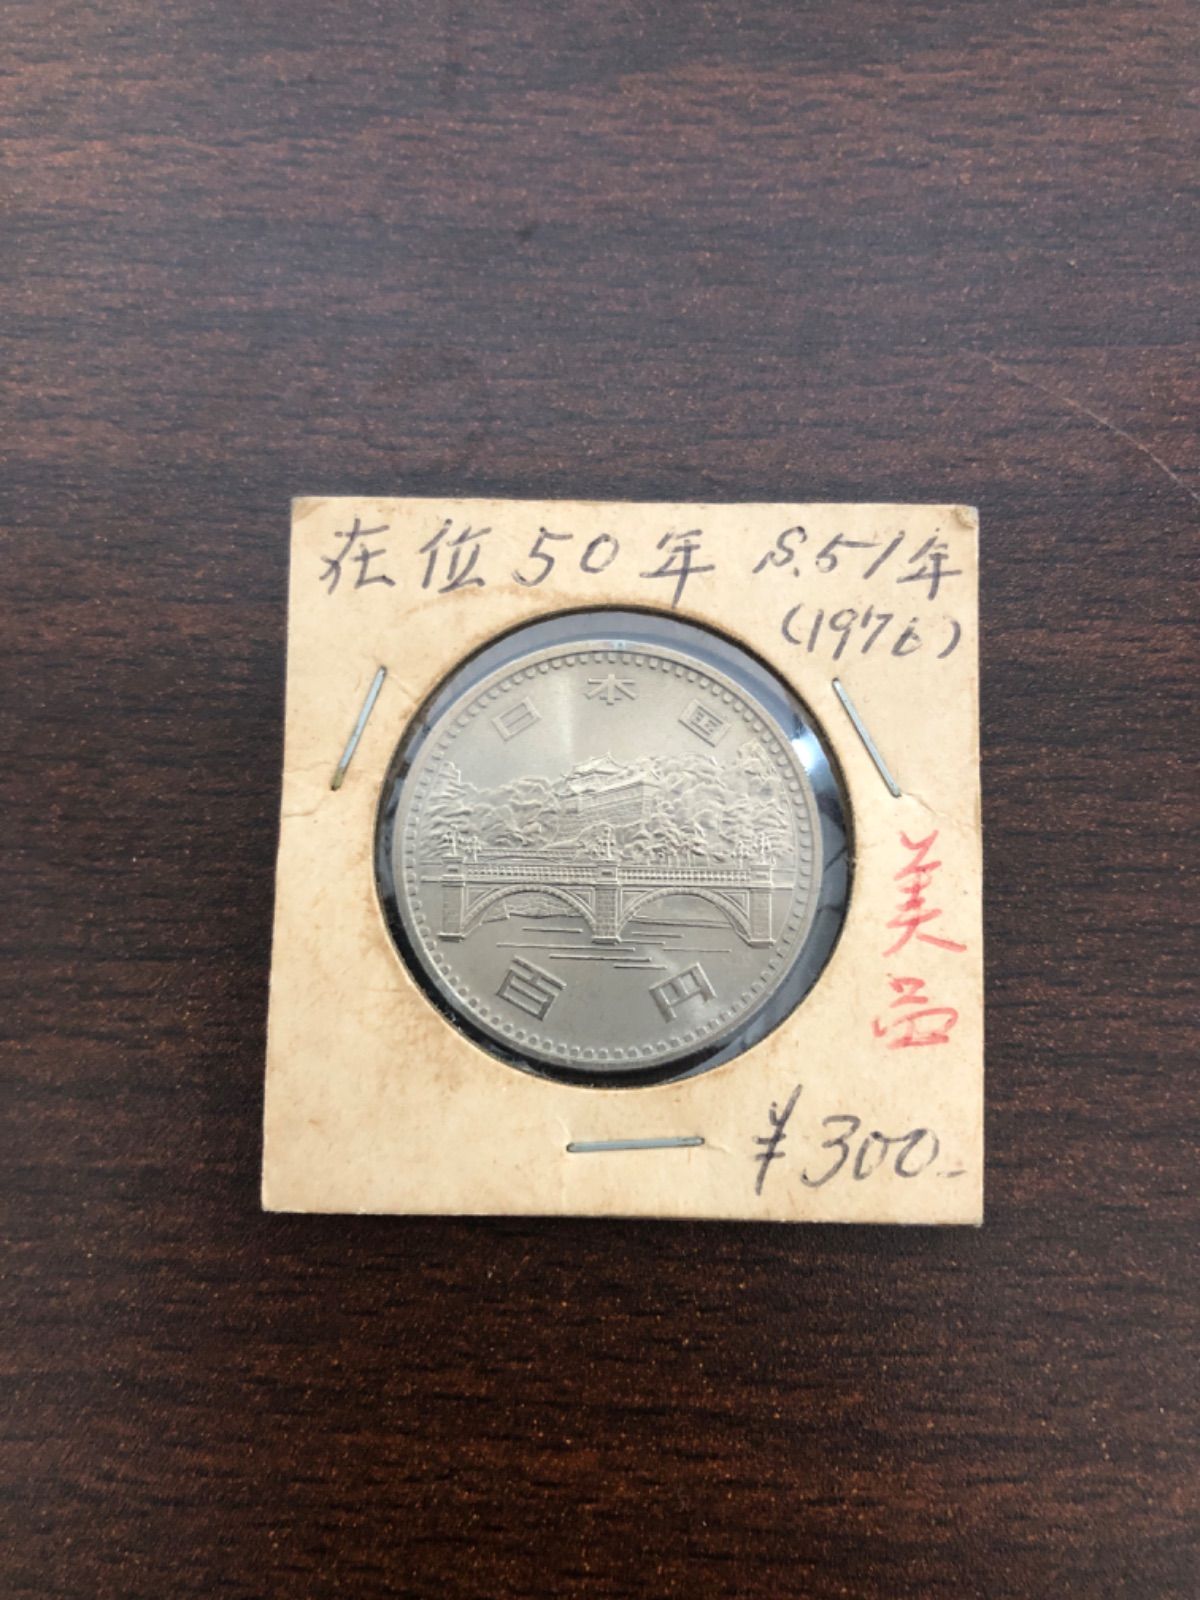 在位50年 S.51年
(1976)
日本国
百円
美品
¥300-